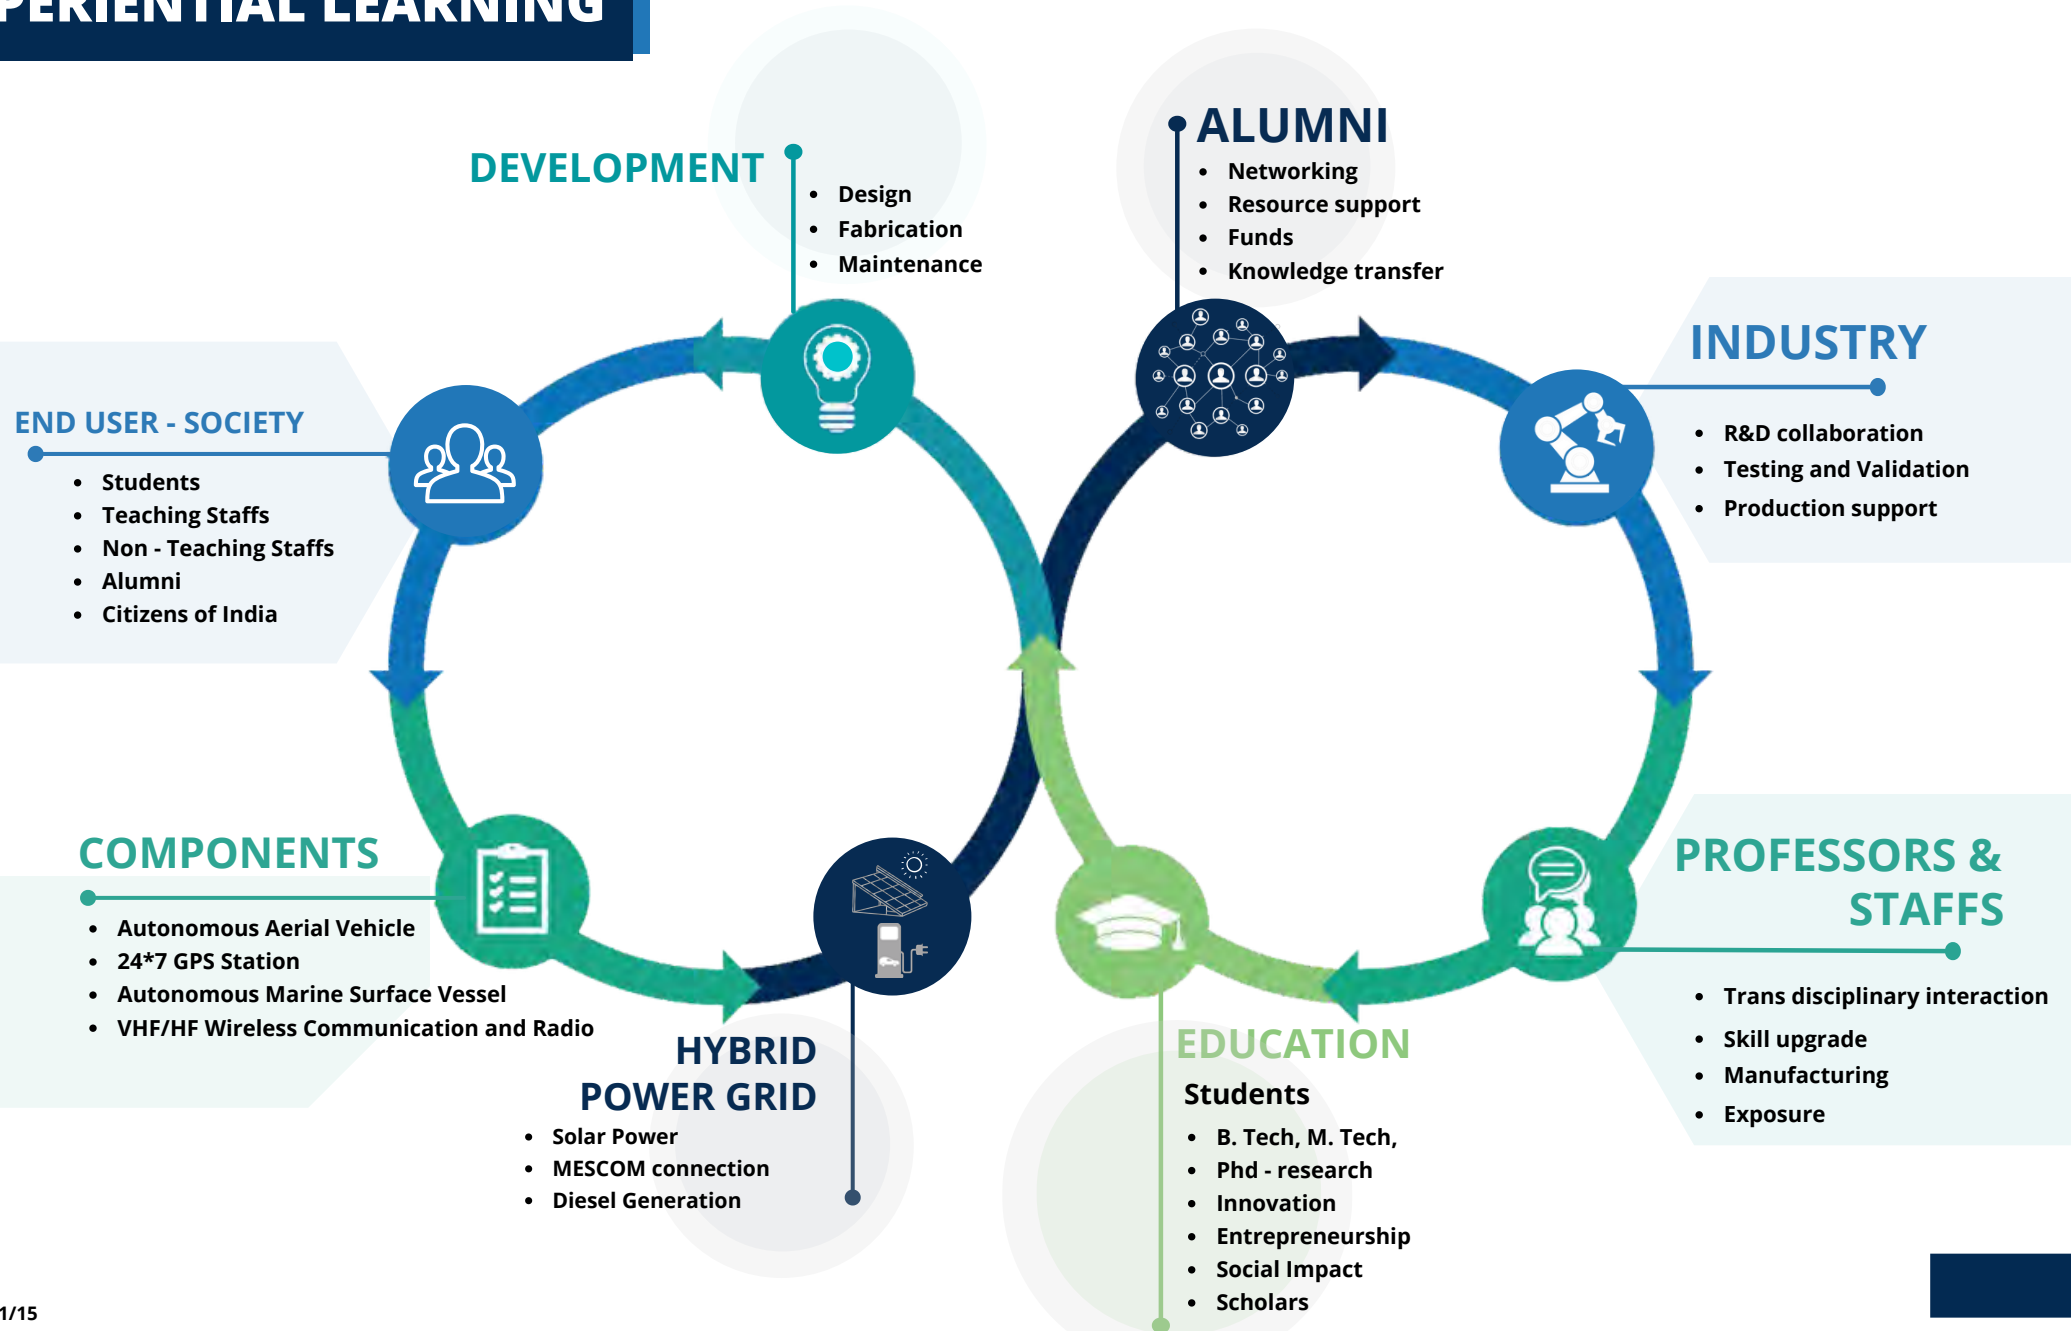 PERIENTIAL LEARNING
DEVELOPMENT
Design
Fabrication
Maintenance
ALUMNI
Networking
Resource support
Funds
Knowledge transfer
INDUSTRY
R&D collaboration
Testing and Validation
Production support
END USER - SOCIETY
Students
Teaching Staffs
Non - Teaching Staffs
Alumni
Citizens of India
COMPONENTS
Autonomous Aerial Vehicle
24*7 GPS Station
Autonomous Marine Surface Vessel
VHF/HF Wireless Communication and Radio
HYBRID
POWER GRID
Solar Power
MESCOM connection
Diesel Generation
EDUCATION
Students
B. Tech, M. Tech,
Phd - research
Innovation
Entrepreneurship
Social Impact
Scholars
PROFESSORS &
STAFFS
Trans disciplinary interaction
Skill upgrade
Manufacturing
Exposure
1/15